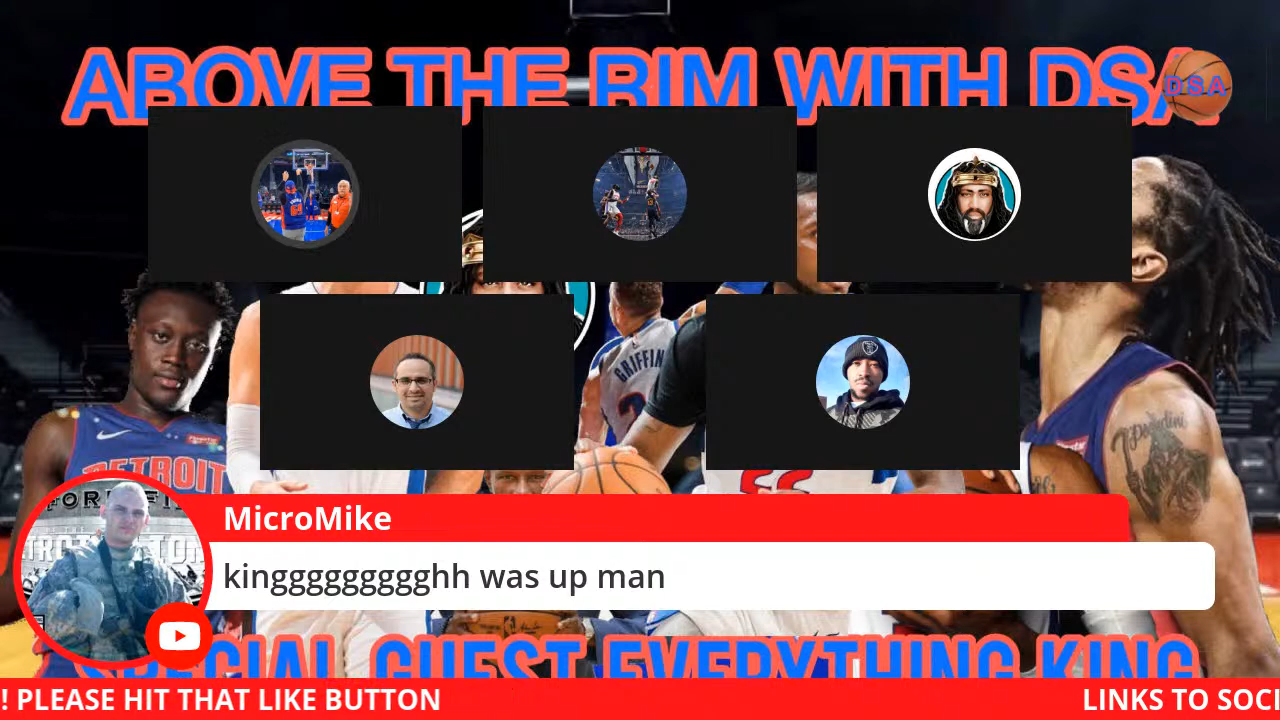 ABOVE THE RIM WITH DSA
DSA
GRIFFIN
DETROIT
MicroMike
kingggggggggghh was up man
SPECIAL GUEST EVERYTHING KING
! PLEASE HIT THAT LIKE BUTTON
LINKS TO SOCI